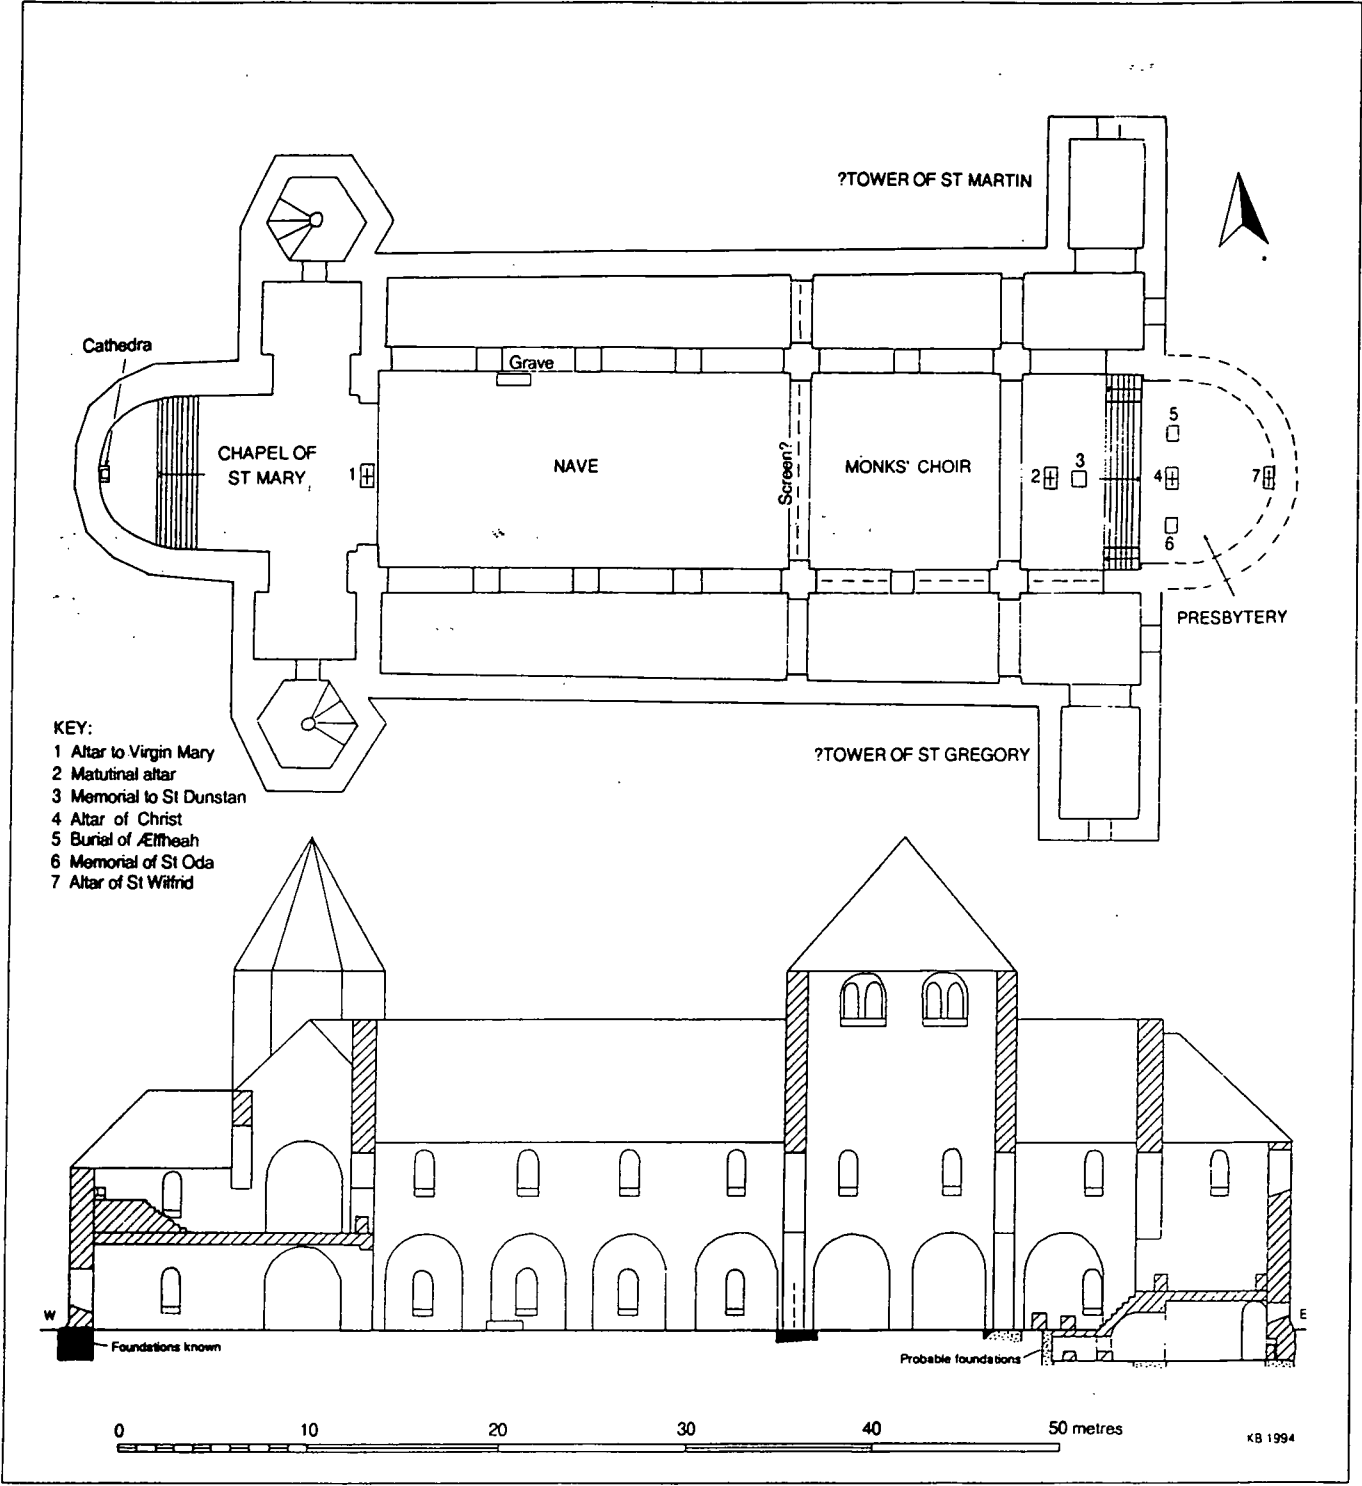 ?TOWER OF ST MARTIN
Cathedra
Grave
CHAPEL OF
ST MARY
1
NAVE
Screen?
MONKS' CHOIR
2
3
4
5
6
7
PRESBYTERY
?TOWER OF ST GREGORY
KEY:
1 Altar to Virgin Mary
2 Matutinal altar
3 Memorial to St Dunstan
4 Altar of Christ
5 Burial of Ælfheah
6 Memorial of St Oda
7 Altar of St Wilfrid
W
E
Foundations known
Probable foundations
0 10 20 30 40 50 metres
KB 1994